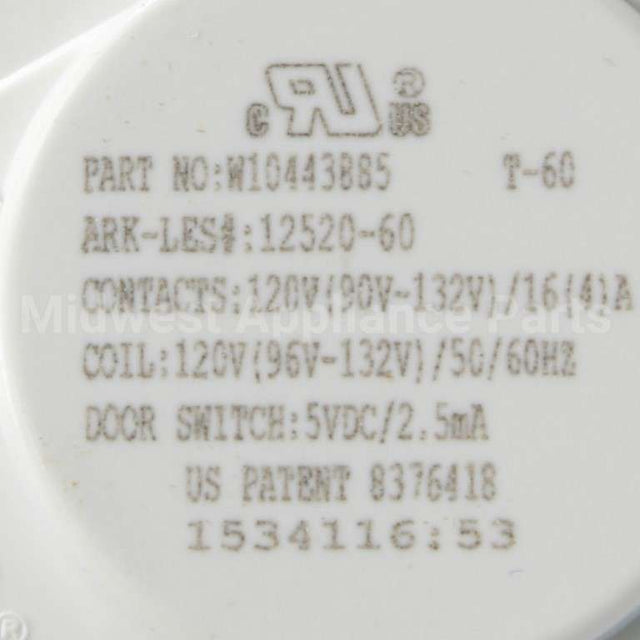 c RU US
PART NO:W10443885 T-60
ARK-LES#:12520-60
CONTACTS:120V(90V-132V)/16(4)A
Midwest Appliance Parts
COIL:120V(96V-132V)/50/60HZ
DOOR SWITCH:5VDC/2.5mA
US PATENT 8376418
1534116:53
®